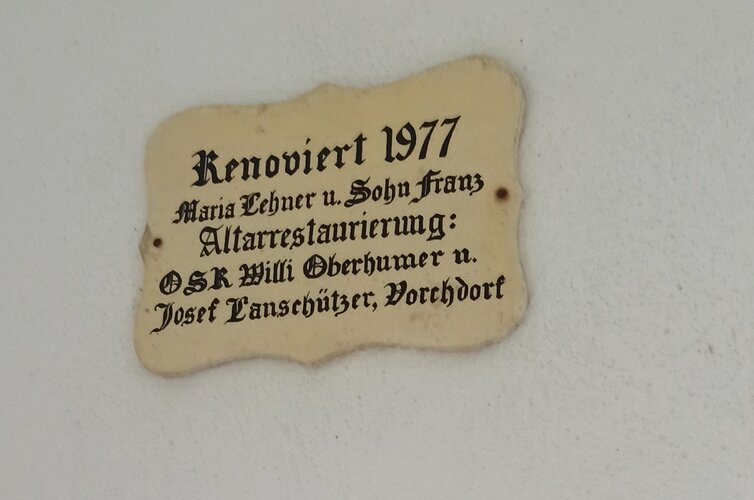 Renoviert 1977
Maria Lehner u. Sohn Franz
Altarrestaurierung:
OSR Willi Oberhumer u.
Josef Lanschützer, Vorchdorf